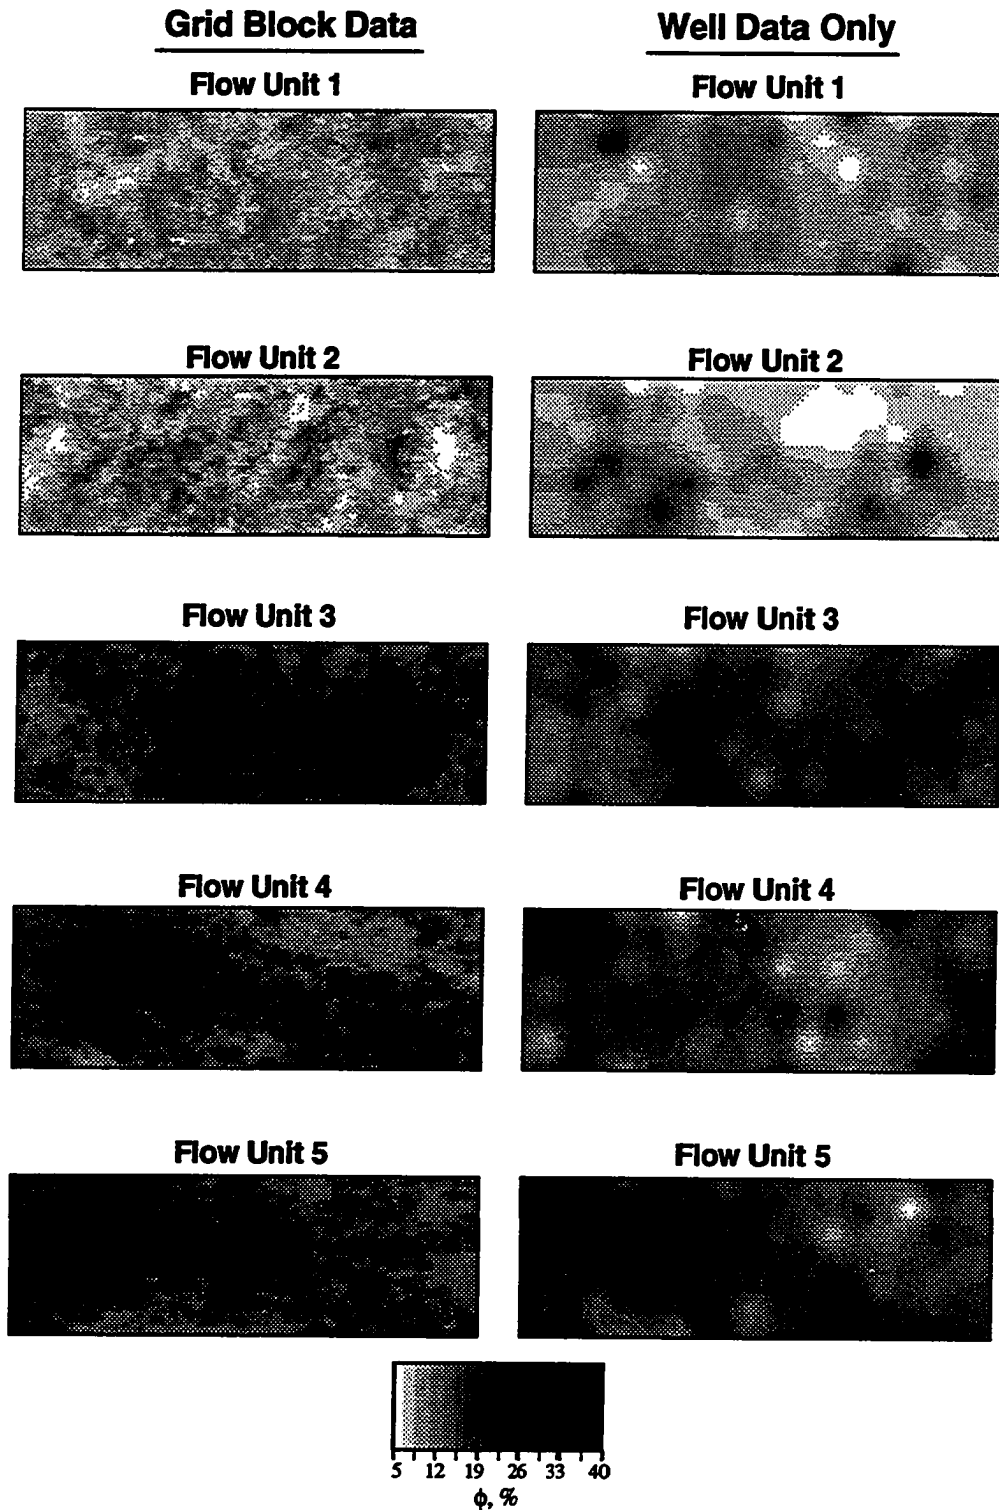 Grid Block Data Well Data Only
Flow Unit 1 Flow Unit 1
Flow Unit 2 Flow Unit 2
Flow Unit 3 Flow Unit 3
Flow Unit 4 Flow Unit 4
Flow Unit 5 Flow Unit 5
5 12 19 26 33 40
ϕ, %